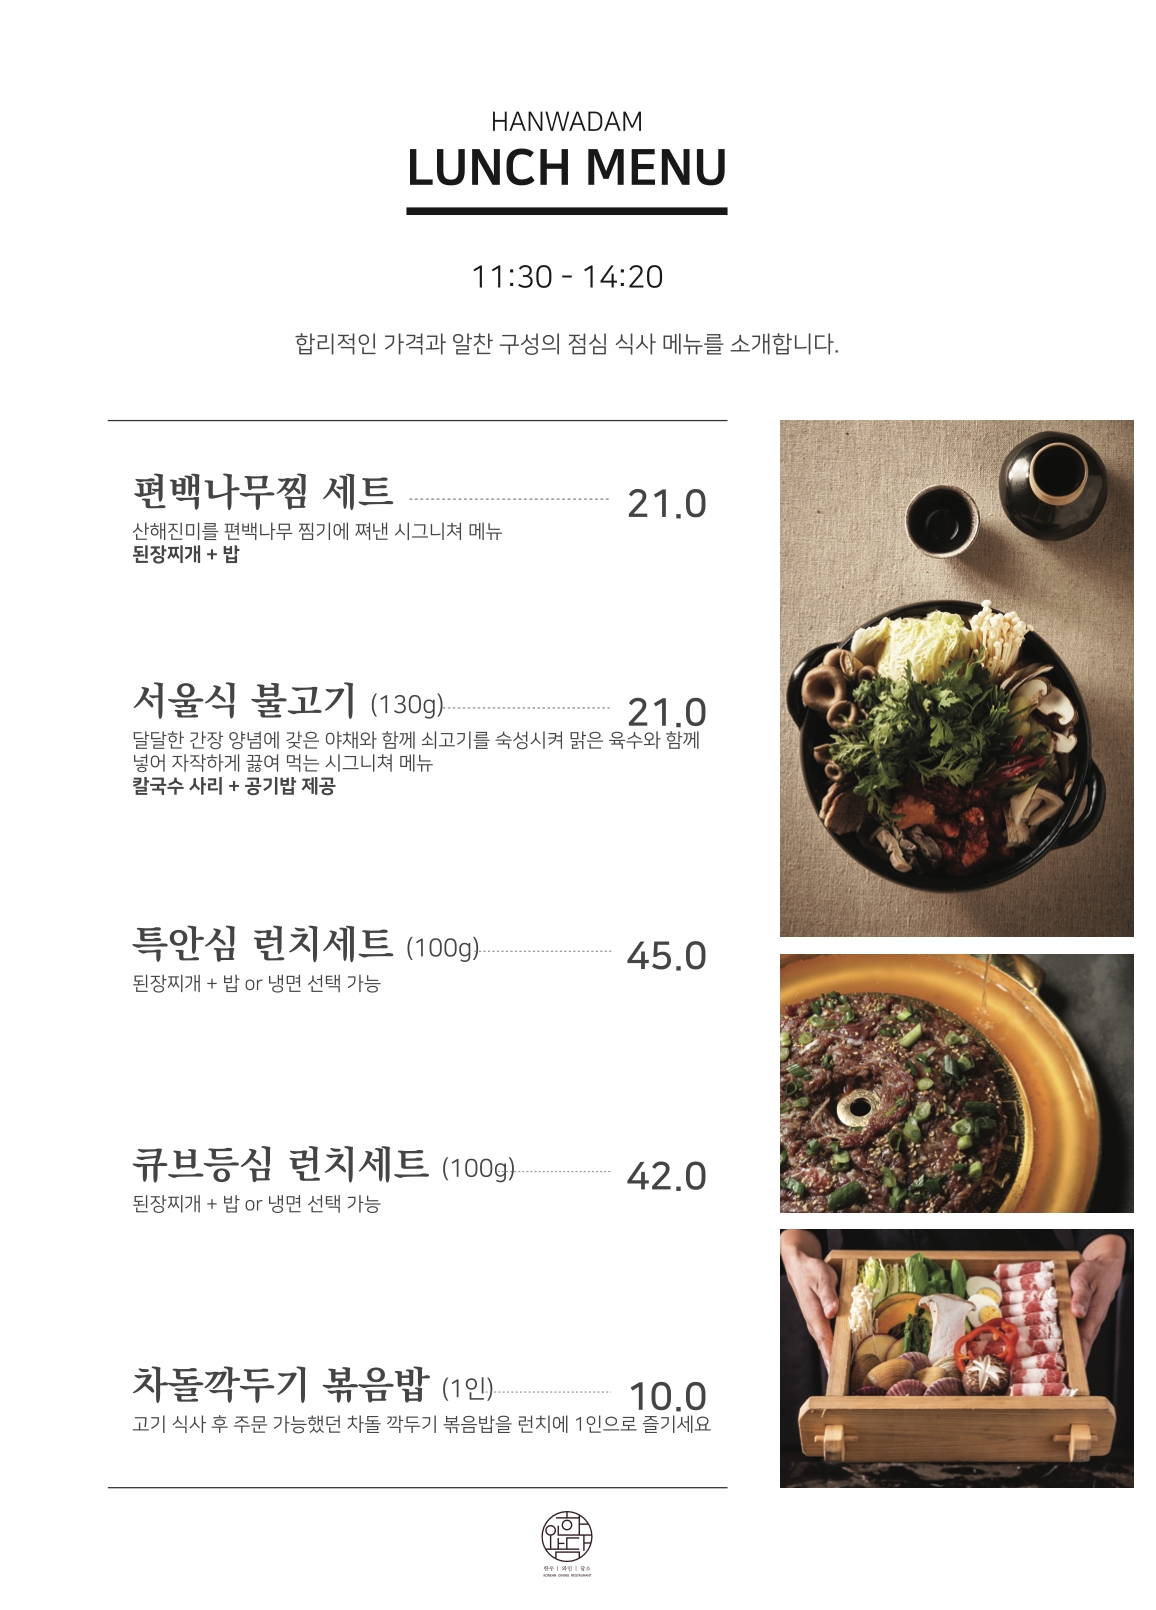 HANWADAM
LUNCH MENU
11:30 - 14:20
합리적인 가격과 알찬 구성의 점심 식사 메뉴를 소개합니다.
편백나무찜 세트 21.0
산해진미를 편백나무 찜기에 쪄낸 시그니쳐 메뉴
된장찌개 + 밥
서울식 불고기 (130g) 21.0
달달한 간장 양념에 갖은 야채와 함께 쇠고기를 숙성시켜 맑은 육수와 함께
넣어 자작하게 끓여 먹는 시그니쳐 메뉴
칼국수 사리 + 공기밥 제공
특안심 런치세트 (100g) 45.0
된장찌개 + 밥 or 냉면 선택 가능
큐브등심 런치세트 (100g) 42.0
된장찌개 + 밥 or 냉면 선택 가능
차돌깍두기 볶음밥 (1인) 10.0
고기 식사 후 주문 가능했던 차돌 깍두기 볶음밥을 런치에 1인으로 즐기세요
한와담
한우 | 와인 | 담소
KOREAN DINING RESTAURANT